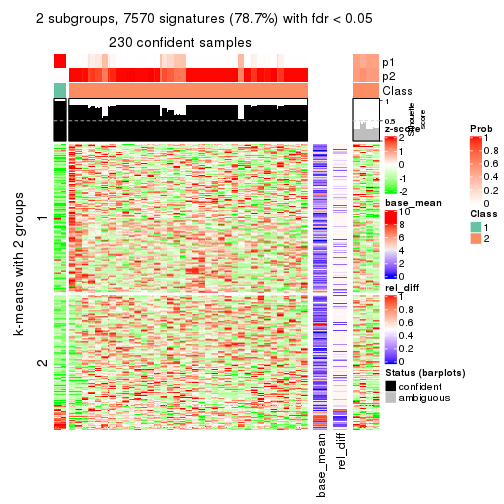 2 subgroups, 7570 signatures (78.7%) with fdr < 0.05
230 confident samples
p1
p2
Class
1
0.5
0
Silhouette
score
k-means with 2 groups
1
2
base_mean
rel_diff
z-score
2
1
0
-1
-2
base_mean
10
8
6
4
2
0
rel_diff
1
0.8
0.6
0.4
0.2
0
Status (barplots)
confident
ambiguous
Prob
1
0.8
0.6
0.4
0.2
0
Class
1
2